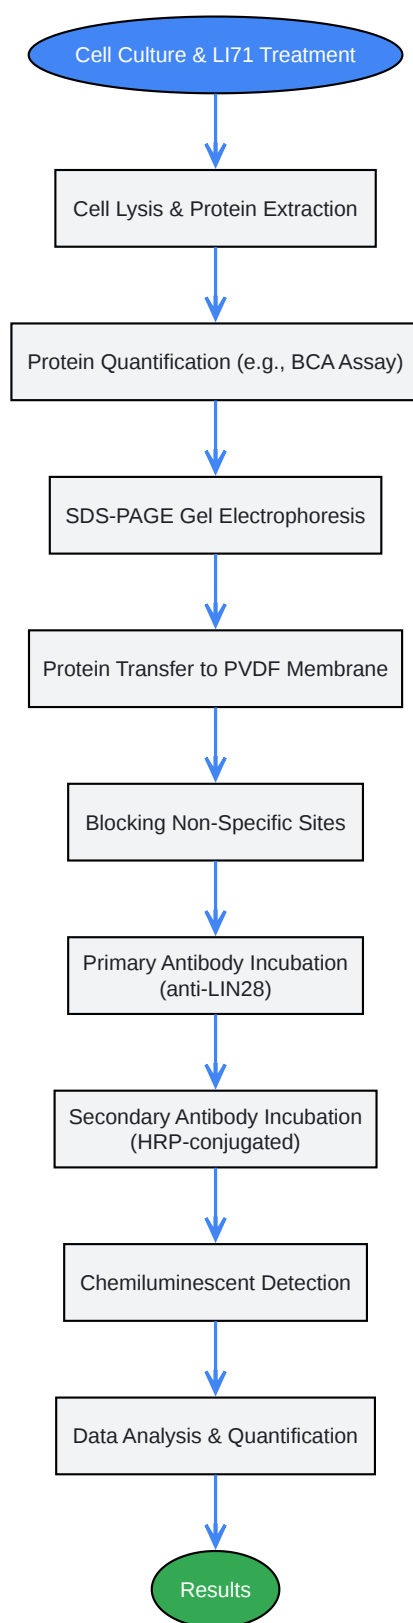 Cell Culture & LI71 Treatment
Cell Lysis & Protein Extraction
Protein Quantification (e.g., BCA Assay)
SDS-PAGE Gel Electrophoresis
Protein Transfer to PVDF Membrane
Blocking Non-Specific Sites
Primary Antibody Incubation
(anti-LIN28)
Secondary Antibody Incubation
(HRP-conjugated)
Chemiluminescent Detection
Data Analysis & Quantification
Results